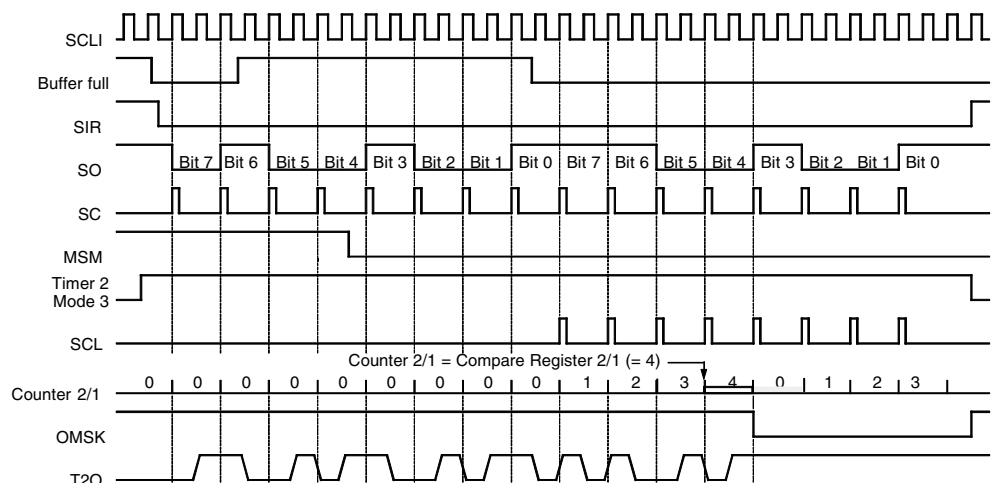 SCLI
Buffer full
SIR
SO Bit 7 Bit 6 Bit 5 Bit 4 Bit 3 Bit 2 Bit 1 Bit 0 Bit 7 Bit 6 Bit 5 Bit 4 Bit 3 Bit 2 Bit 1 Bit 0
SC
MSM
Timer 2
Mode 3
SCL
Counter 2/1 = Compare Register 2/1 (= 4)
Counter 2/1 0 0 0 0 0 0 0 0 0 1 2 3 4 0 1 2 3
OMSK
T2O